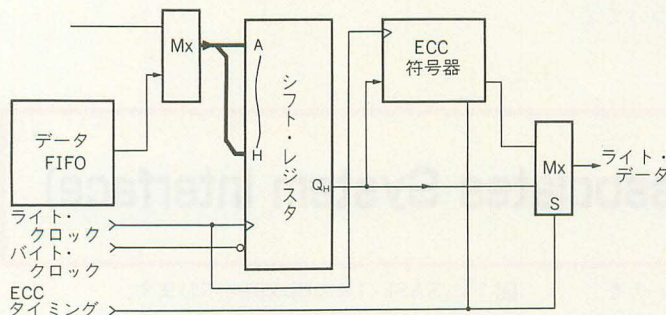 Mx
A
H
シフト・レジスタ
QH
ECC
符号器
データ
FIFO
Mx
S
ライト・
データ
ライト・
クロック
バイト・
クロック
ECC
タイミング